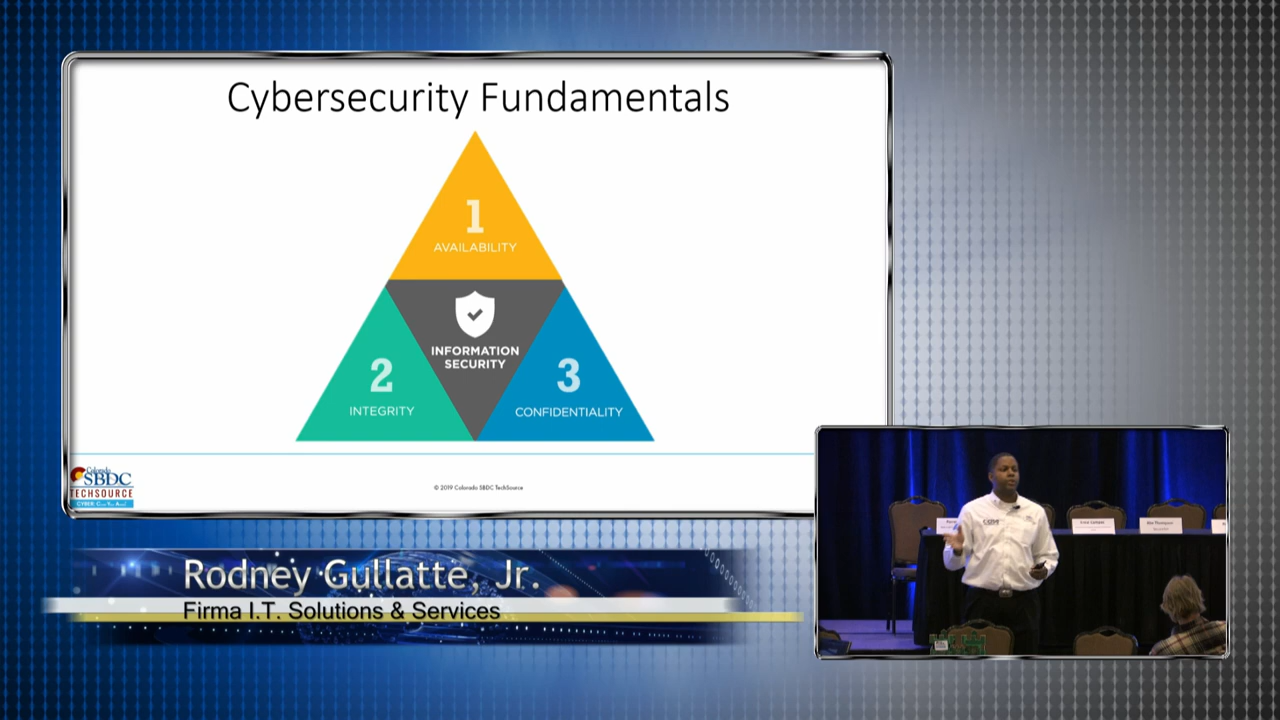 Cybersecurity Fundamentals
1
AVAILABILITY
INFORMATION
SECURITY
2
INTEGRITY
3
CONFIDENTIALITY
Colorado
SBDC
TECHSOURCE
© 2019 Colorado SBDC TechSource
Rodney Gullatte, Jr.
Firma I.T. Solutions & Services